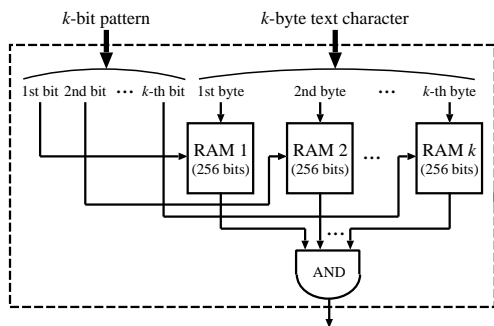 k-bit pattern
k-byte text character
1st bit 2nd bit ··· k-th bit
1st byte 2nd byte ··· k-th byte
RAM 1
(256 bits)
RAM 2
(256 bits)
···
RAM k
(256 bits)
···
AND